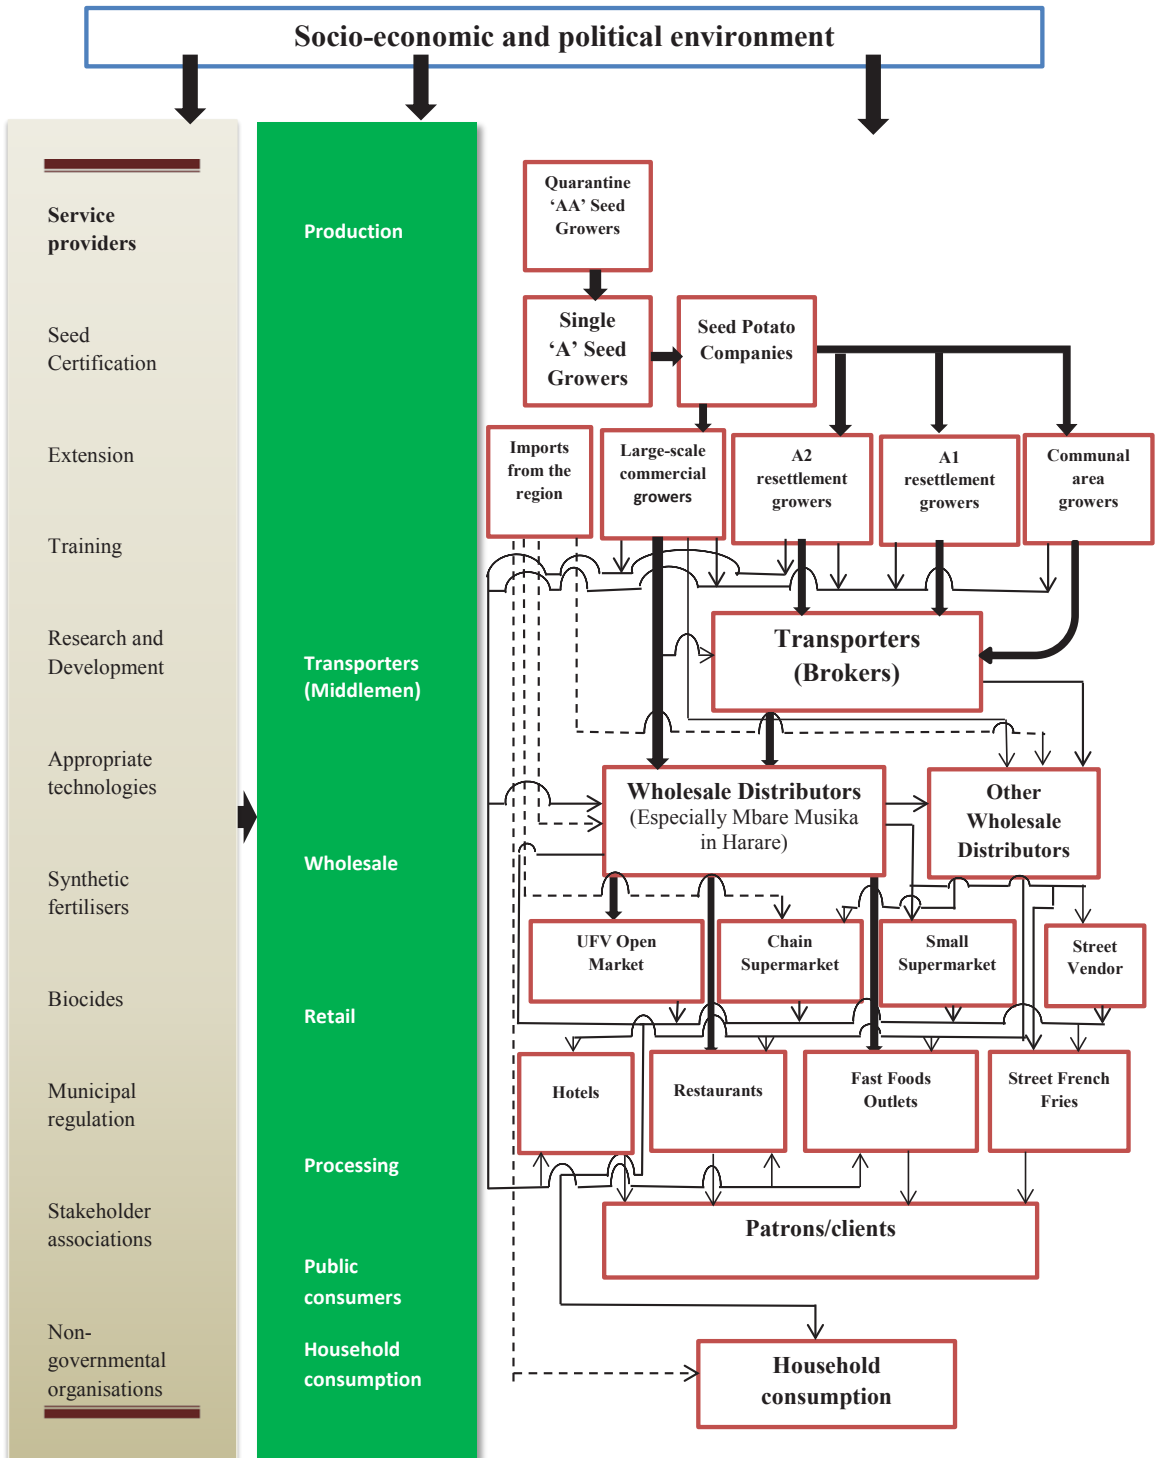 Socio-economic and political environment
Service
providers
Seed
Certification
Extension
Training
Research and
Development
Appropriate
technologies
Synthetic
fertilisers
Biocides
Municipal
regulation
Stakeholder
associations
Non-
governmental
organisations
Production
Transporters
(Middlemen)
Wholesale
Retail
Processing
Public
consumers
Household
consumption
Quarantine
‘AA’ Seed
Growers
Single
‘A’ Seed
Growers
Seed Potato
Companies
Imports
from the
region
Large-scale
commercial
growers
A2
resettlement
growers
A1
resettlement
growers
Communal
area
growers
Transporters
(Brokers)
Wholesale Distributors
(Especially Mbare Musika
in Harare)
Other
Wholesale
Distributors
UFV Open
Market
Chain
Supermarket
Small
Supermarket
Street
Vendor
Hotels
Restaurants
Fast Foods
Outlets
Street French
Fries
Patrons/clients
Household
consumption